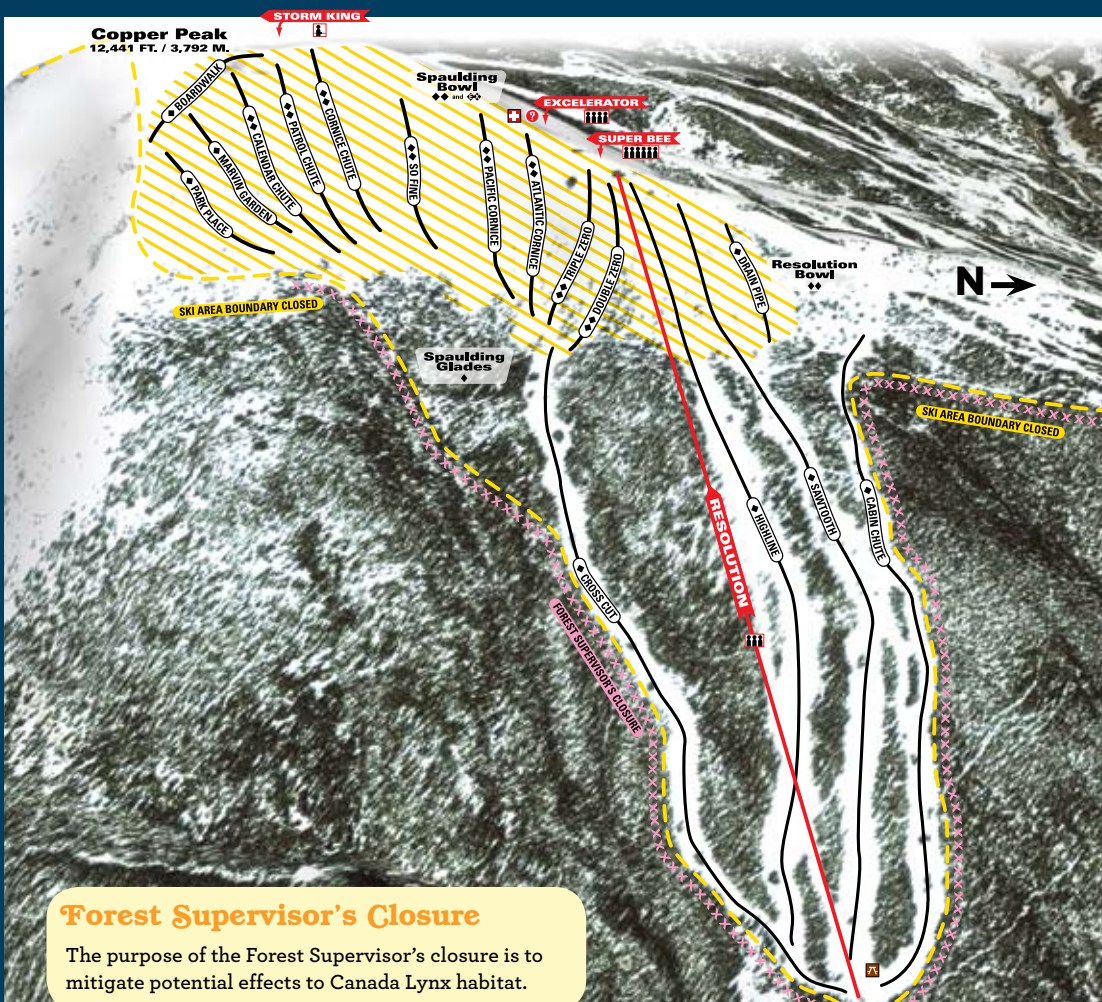 STORM KING
Copper Peak
12,441 FT. / 3,792 M.
BOARDWALK
Spaulding
Bowl
◆◆ and ◆EX
EXCELERATOR
SUPER BEE
CORNICE CHUTE
PATROL CHUTE
CALENDAR CHUTE
MARVIN GARDEN
PARK PLACE
SO FINE
PACIFIC CORNICE
ATLANTIC CORNICE
TRIPLE ZERO
DOUBLE ZERO
DRAIN PIPE
Resolution
Bowl
N
SKI AREA BOUNDARY CLOSED
Spaulding
Glades
SKI AREA BOUNDARY CLOSED
RESOLUTION
HIGHLINE
SAWTOOTH
CABIN CHUTE
CROSS CUT
FOREST SUPERVISOR'S CLOSURE
Forest Supervisor's Closure
The purpose of the Forest Supervisor's closure is to
mitigate potential effects to Canada Lynx habitat.